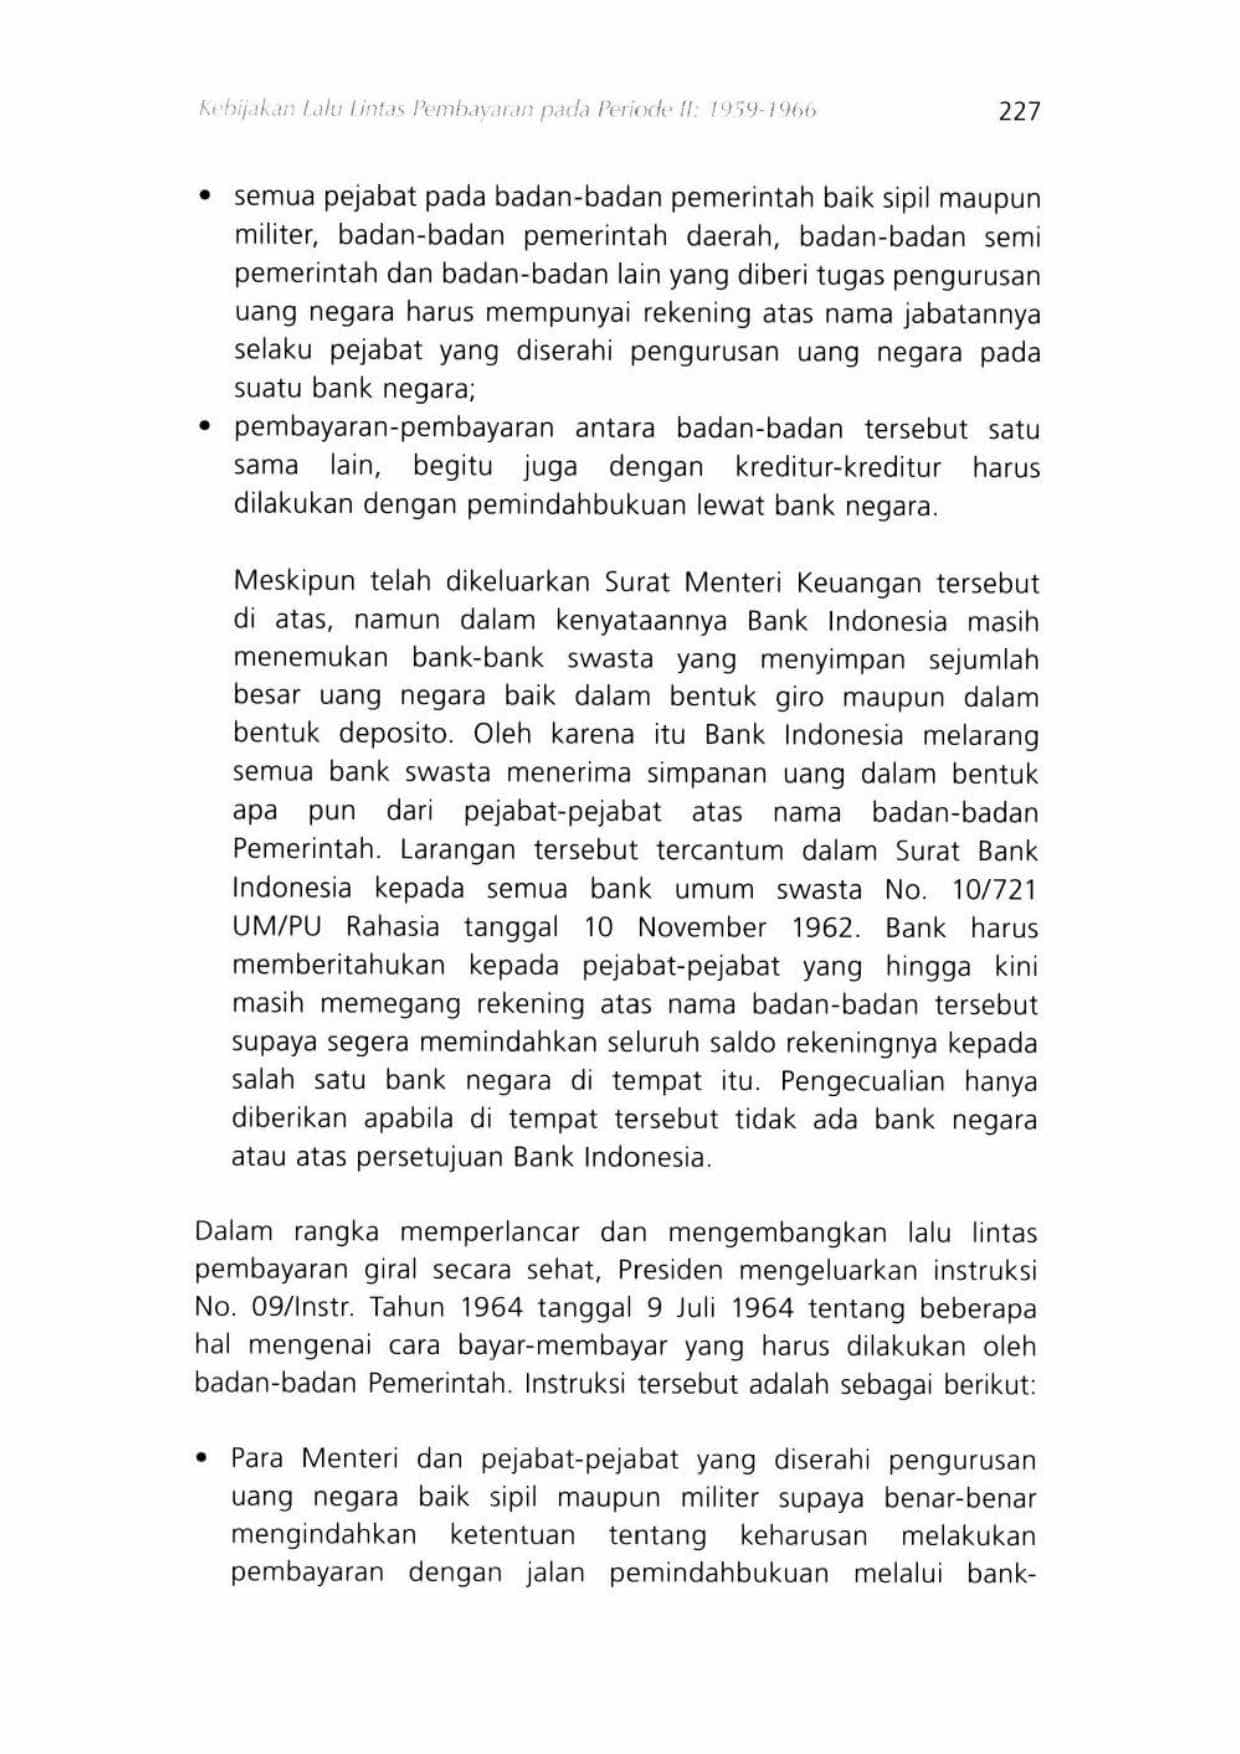 Kebijakan Lalu Lintas Pembayaran pada Periode II: 1959-1966 227
• semua pejabat pada badan-badan pemerintah baik sipil maupun
militer, badan-badan pemerintah daerah, badan-badan semi
pemerintah dan badan-badan lain yang diberi tugas pengurusan
uang negara harus mempunyai rekening atas nama jabatannya
selaku pejabat yang diserahi pengurusan uang negara pada
suatu bank negara;
• pembayaran-pembayaran antara badan-badan tersebut satu
sama lain, begitu juga dengan kreditur-kreditur harus
dilakukan dengan pemindahbukuan lewat bank negara.
Meskipun telah dikeluarkan Surat Menteri Keuangan tersebut
di atas, namun dalam kenyataannya Bank Indonesia masih
menemukan bank-bank swasta yang menyimpan sejumlah
besar uang negara baik dalam bentuk giro maupun dalam
bentuk deposito. Oleh karena itu Bank Indonesia melarang
semua bank swasta menerima simpanan uang dalam bentuk
apa pun dari pejabat-pejabat atas nama badan-badan
Pemerintah. Larangan tersebut tercantum dalam Surat Bank
Indonesia kepada semua bank umum swasta No. 10/721
UM/PU Rahasia tanggal 10 November 1962. Bank harus
memberitahukan kepada pejabat-pejabat yang hingga kini
masih memegang rekening atas nama badan-badan tersebut
supaya segera memindahkan seluruh saldo rekeningnya kepada
salah satu bank negara di tempat itu. Pengecualian hanya
diberikan apabila di tempat tersebut tidak ada bank negara
atau atas persetujuan Bank Indonesia.
Dalam rangka memperlancar dan mengembangkan lalu lintas
pembayaran giral secara sehat, Presiden mengeluarkan instruksi
No. 09/Instr. Tahun 1964 tanggal 9 Juli 1964 tentang beberapa
hal mengenai cara bayar-membayar yang harus dilakukan oleh
badan-badan Pemerintah. Instruksi tersebut adalah sebagai berikut:
• Para Menteri dan pejabat-pejabat yang diserahi pengurusan
uang negara baik sipil maupun militer supaya benar-benar
mengindahkan ketentuan tentang keharusan melakukan
pembayaran dengan jalan pemindahbukuan melalui bank-